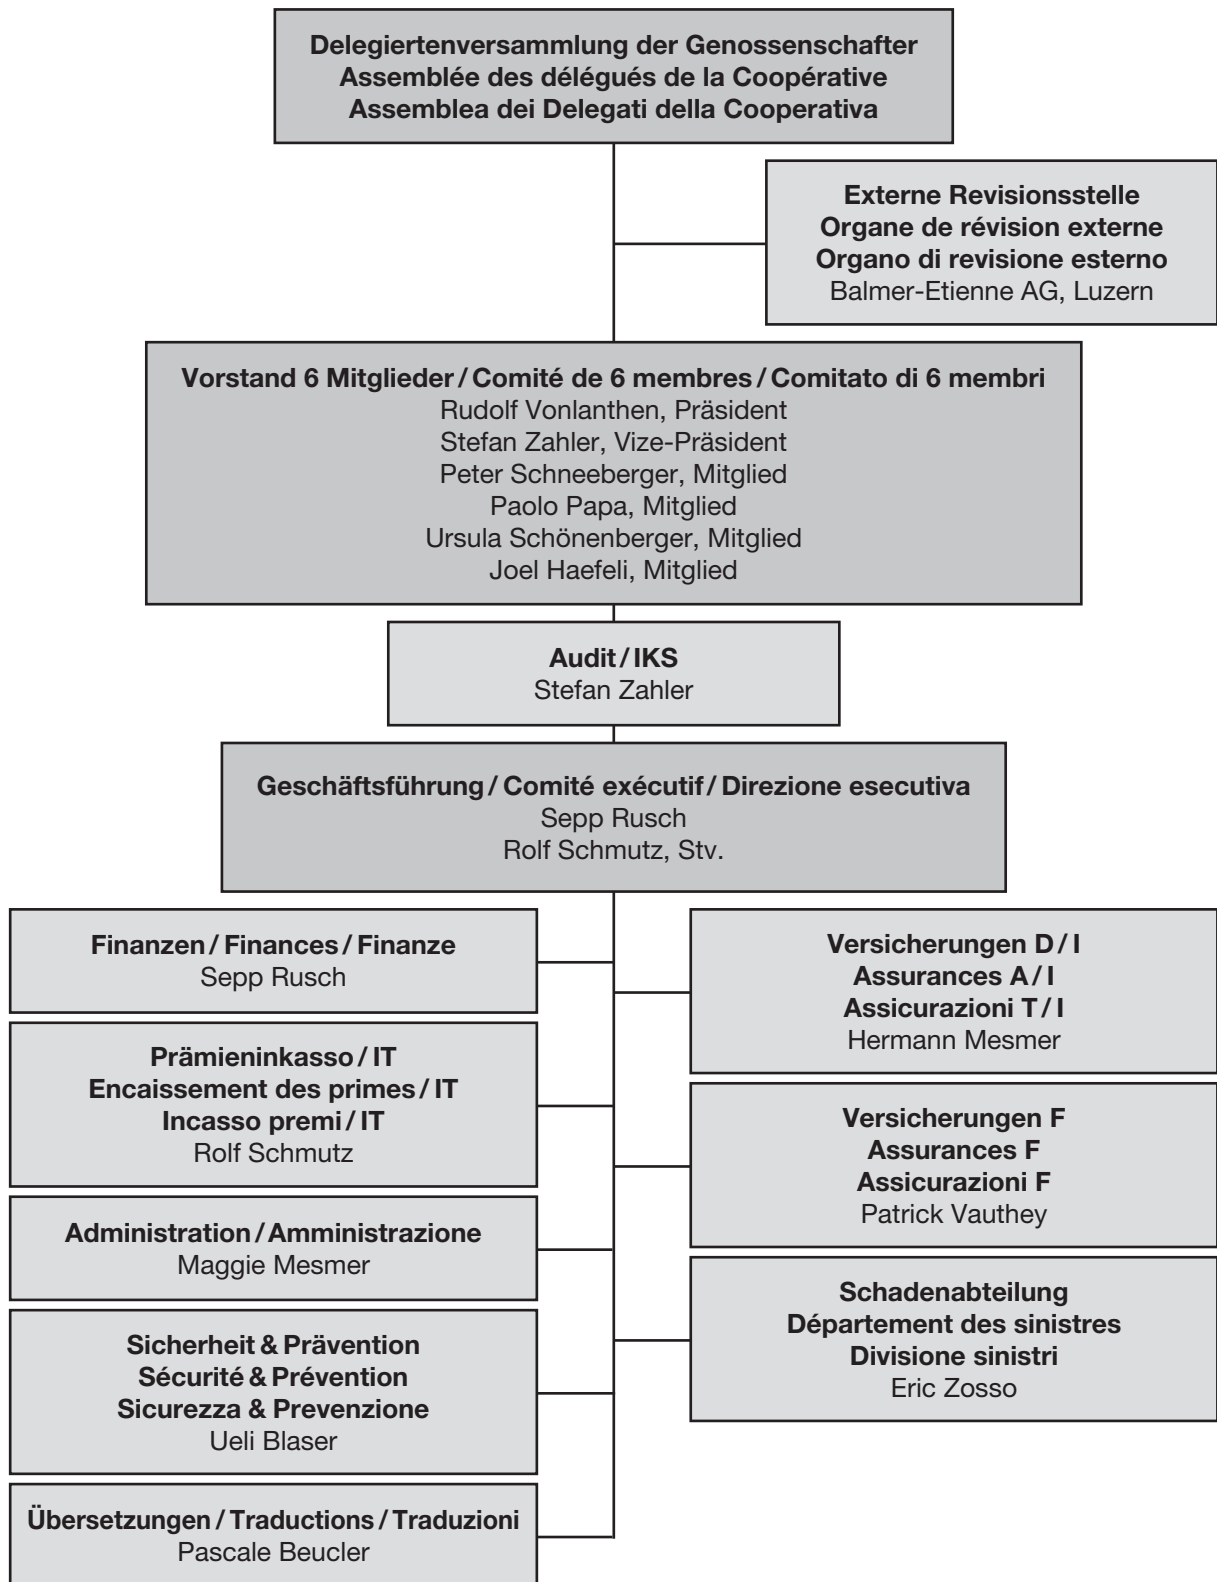 Delegiertenversammlung der Genossenschafter
Assemblée des délégués de la Coopérative
Assemblea dei Delegati della Cooperativa
Externe Revisionsstelle
Organe de révision externe
Organo di revisione esterno
Balmer-Etienne AG, Luzern
Vorstand 6 Mitglieder / Comité de 6 membres / Comitato di 6 membri
Rudolf Vonlanthen, Präsident
Stefan Zahler, Vize-Präsident
Peter Schneeberger, Mitglied
Paolo Papa, Mitglied
Ursula Schönenberger, Mitglied
Joel Haefeli, Mitglied
Audit / IKS
Stefan Zahler
Geschäftsführung / Comité exécutif / Direzione esecutiva
Sepp Rusch
Rolf Schmutz, Stv.
Finanzen / Finances / Finanze
Sepp Rusch
Prämieninkasso / IT
Encaissement des primes / IT
Incasso premi / IT
Rolf Schmutz
Administration / Amministrazione
Maggie Mesmer
Sicherheit & Prävention
Sécurité & Prévention
Sicurezza & Prevenzione
Ueli Blaser
Übersetzungen / Traductions / Traduzioni
Pascale Beucler
Versicherungen D / I
Assurances A / I
Assicurazioni T / I
Hermann Mesmer
Versicherungen F
Assurances F
Assicurazioni F
Patrick Vauthey
Schadenabteilung
Département des sinistres
Divisione sinistri
Eric Zosso